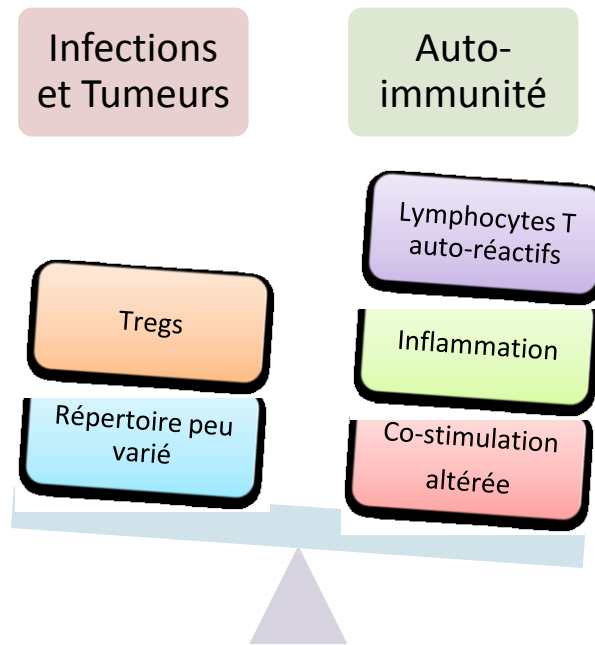 Infections
et Tumeurs
Auto-
immunité
Lymphocytes T
auto-réactifs
Tregs
Inflammation
Répertoire peu
varié
Co-stimulation
altérée